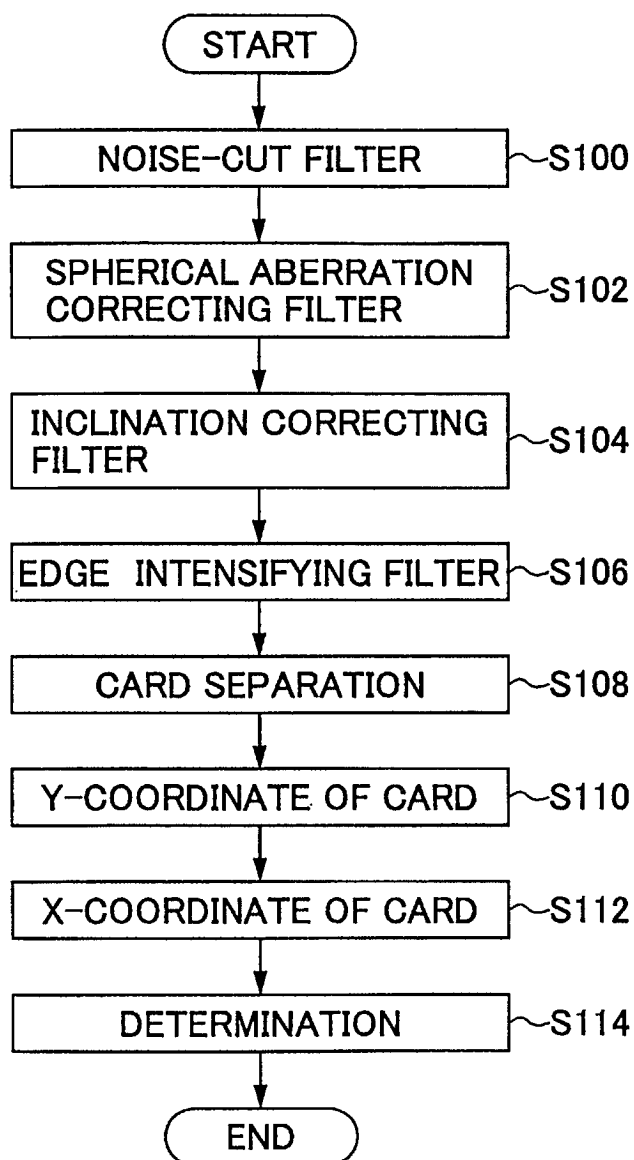 START
NOISE-CUT FILTER
S100
SPHERICAL ABERRATION
CORRECTING FILTER
S102
INCLINATION CORRECTING
FILTER
S104
EDGE INTENSIFYING FILTER
S106
CARD SEPARATION
S108
Y-COORDINATE OF CARD
S110
X-COORDINATE OF CARD
S112
DETERMINATION
S114
END